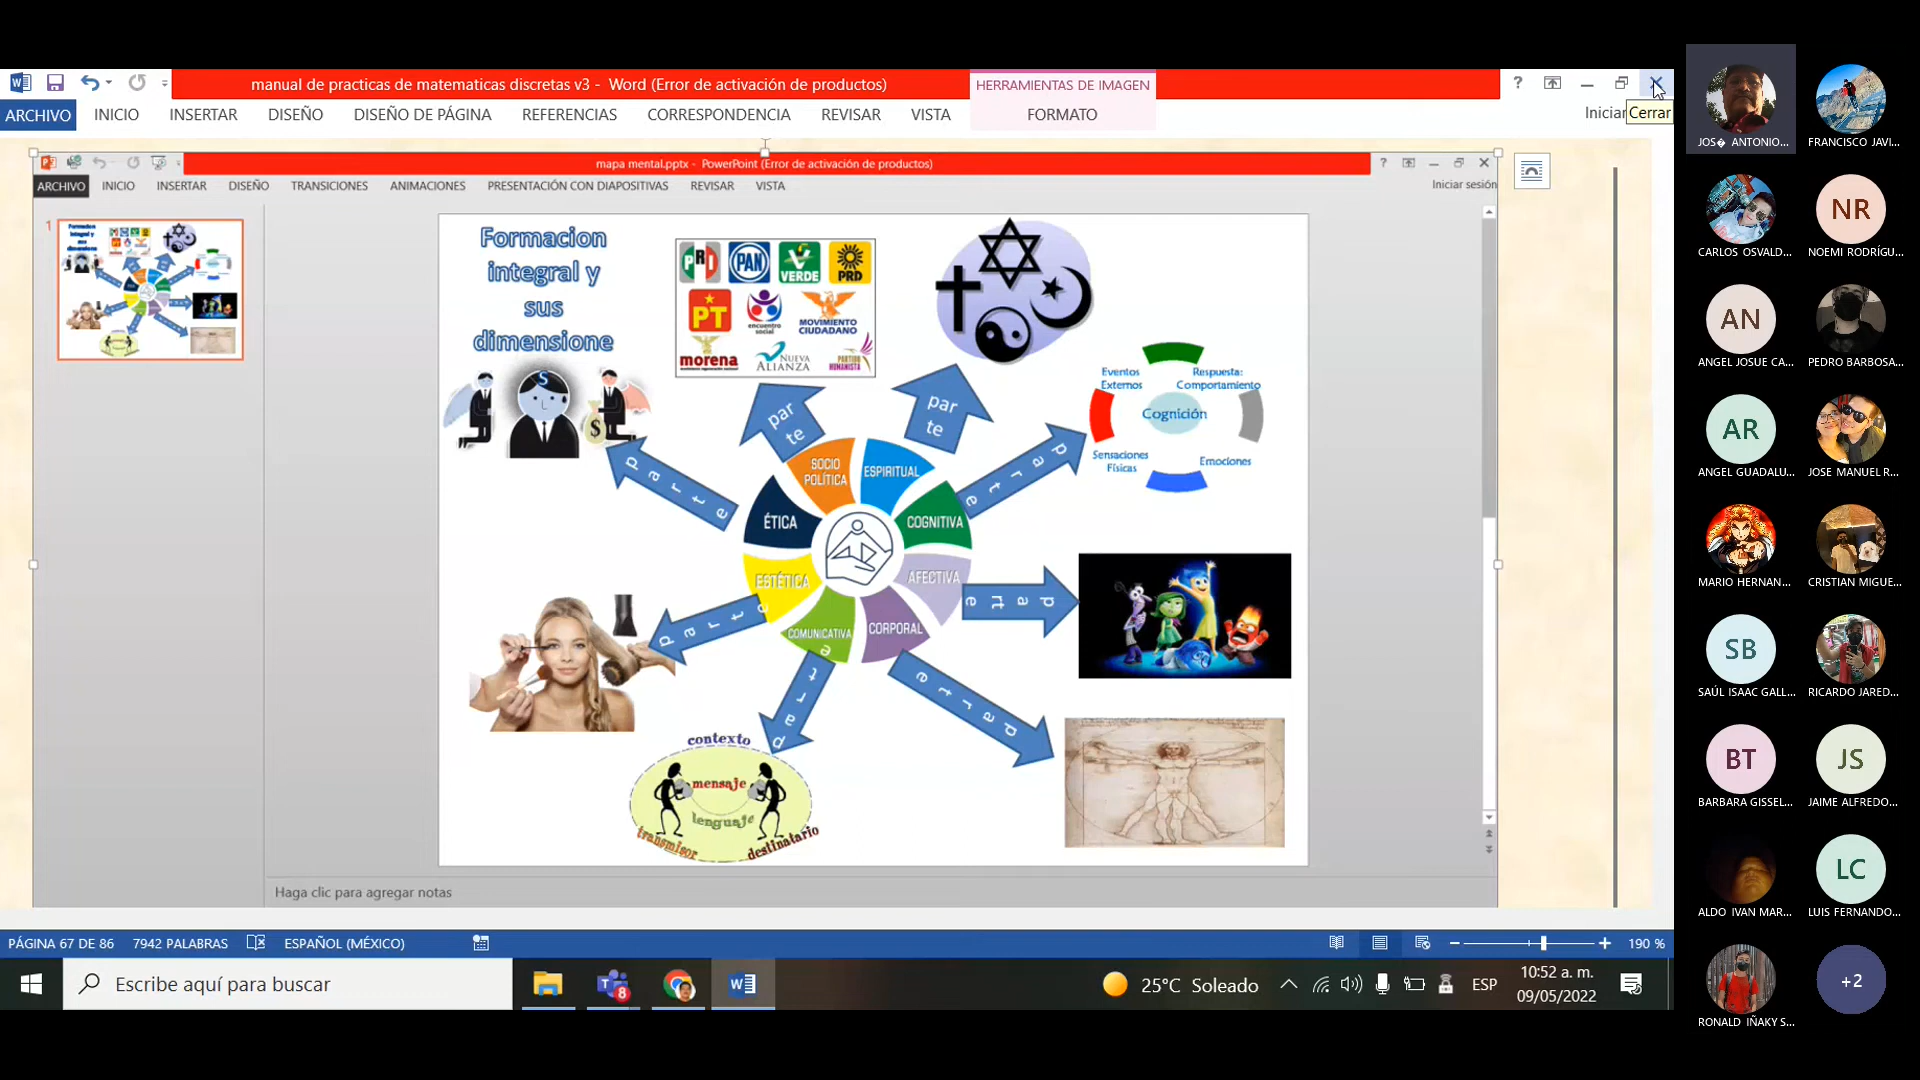 manual de practicas de matematicas discretas v3 - Word (Error de activación de productos)
HERRAMIENTAS DE IMAGEN
?
ARCHIVO INICIO INSERTAR DISEÑO DISEÑO DE PÁGINA REFERENCIAS CORRESPONDENCIA REVISAR VISTA FORMATO Iniciar
Cerrar
mapa mental.pptx - PowerPoint (Error de activación de productos)
?
ARCHIVO INICIO INSERTAR DISEÑO TRANSICIONES ANIMACIONES PRESENTACIÓN CON DIAPOSITIVAS REVISAR VISTA Iniciar sesión
1
Formacion
integral y
sus
dimensione
PRI PAN VERDE PRD
PT encuentro social MOVIMIENTO CIUDADANO
morena NUEVA ALIANZA PARTIDO HUMANISTA
Eventos Externos
Respuesta: Comportamiento
Cognición
Sensaciones Físicas
Emociones
S
$
parte
parte
parte
parte
parte
parte
parte
parte
SOCIO POLÍTICA
ESPIRITUAL
ÉTICA
COGNITIVA
ESTÉTICA
AFECTIVA
COMUNICATIVA
CORPORAL
contexto
mensaje
lenguaje
transmisor
destinatario
Haga clic para agregar notas
PÁGINA 67 DE 86 7942 PALABRAS ESPAÑOL (MÉXICO) 190 %
Escribe aquí para buscar
8
25°C Soleado
ESP
10:52 a. m.
09/05/2022
JOS� ANTONIO...
FRANCISCO JAVI...
CARLOS OSVALD...
NR
NOEMI RODRÍGU...
AN
ANGEL JOSUE CA...
PEDRO BARBOSA...
AR
ANGEL GUADALU...
JOSE MANUEL R...
MARIO HERNAN...
CRISTIAN MIGUE...
SB
SAÚL ISAAC GALL...
RICARDO JARED...
BT
BARBARA GISSEL...
JS
JAIME ALFREDO...
ALDO IVAN MAR...
LC
LUIS FERNANDO...
RONALD IÑAKY S...
+2